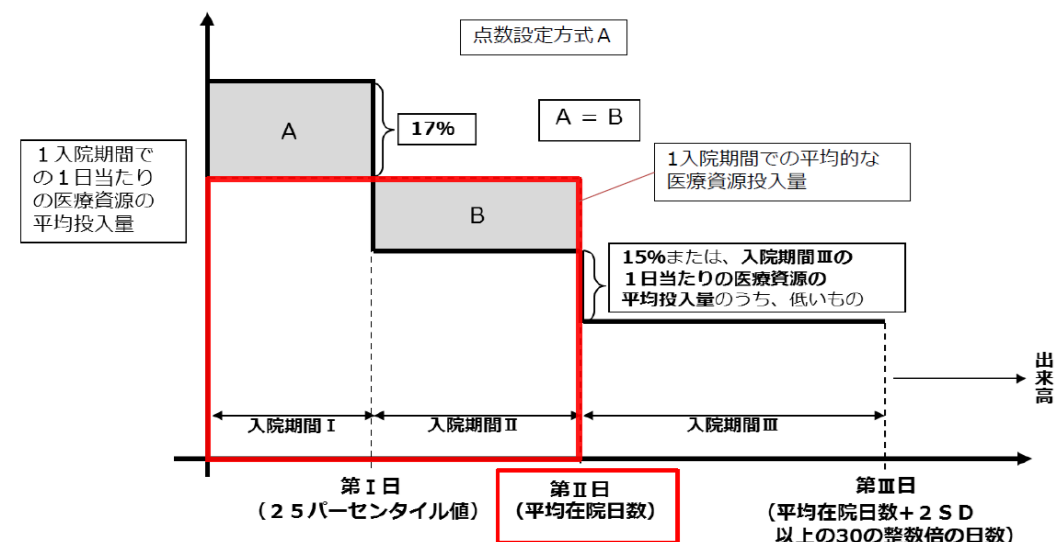 点数設定方式A
A
17%
A = B
1入院期間で
の1日当たり
の医療資源の
平均投入量
1入院期間での平均的な
医療資源投入量
B
15%または、入院期間Ⅲの
1日当たりの医療資源の
平均投入量のうち、低いもの
出来高
入院期間Ⅰ
入院期間Ⅱ
入院期間Ⅲ
第Ⅰ日
(25パーセンタイル値)
第Ⅱ日
(平均在院日数)
第Ⅲ日
(平均在院日数+2SD
以上の30の整数倍の日数)